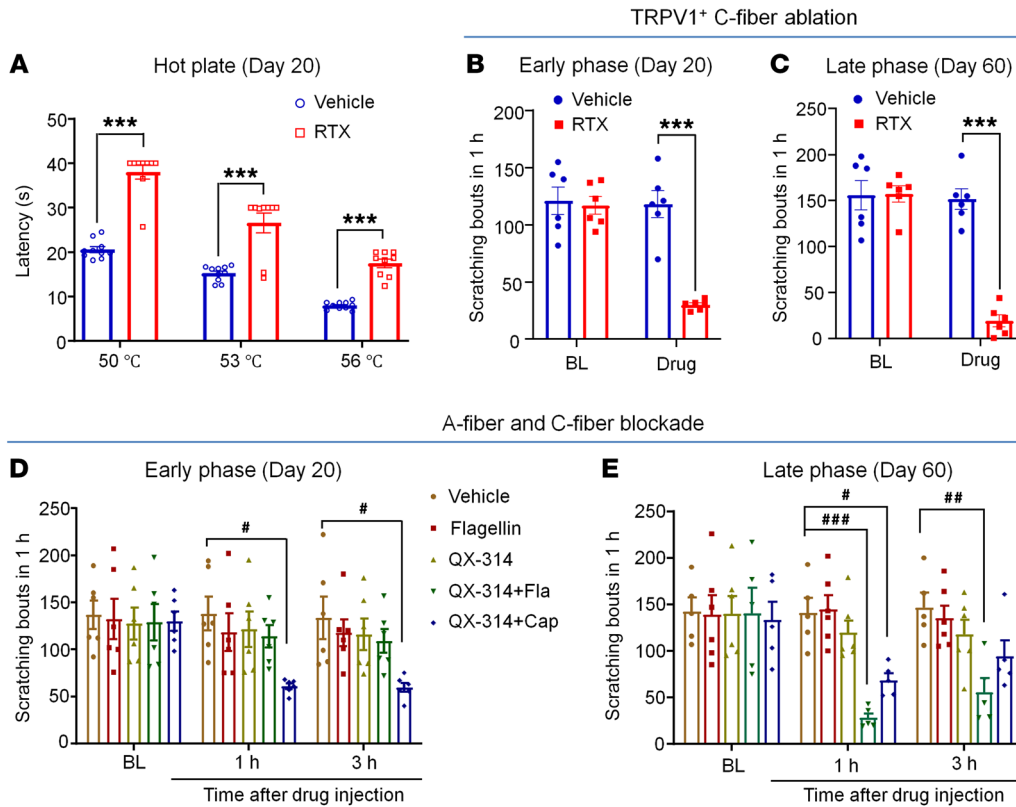 TRPV1⁺ C-fiber ablation
A
Hot plate (Day 20)
Vehicle
RTX
***
***
***
Latency (s)
50
40
30
20
10
0
50 °C
53 °C
56 °C
B
Early phase (Day 20)
Vehicle
RTX
***
Scratching bouts in 1 h
200
150
100
50
0
BL
Drug
C
Late phase (Day 60)
Vehicle
RTX
***
Scratching bouts in 1 h
250
200
150
100
50
0
BL
Drug
A-fiber and C-fiber blockade
D
Early phase (Day 20)
Vehicle
Flagellin
QX-314
QX-314+Fla
QX-314+Cap
#
#
Scratching bouts in 1 h
250
200
150
100
50
0
BL
1 h
3 h
Time after drug injection
E
Late phase (Day 60)
#
###
##
Scratching bouts in 1 h
250
200
150
100
50
0
BL
1 h
3 h
Time after drug injection